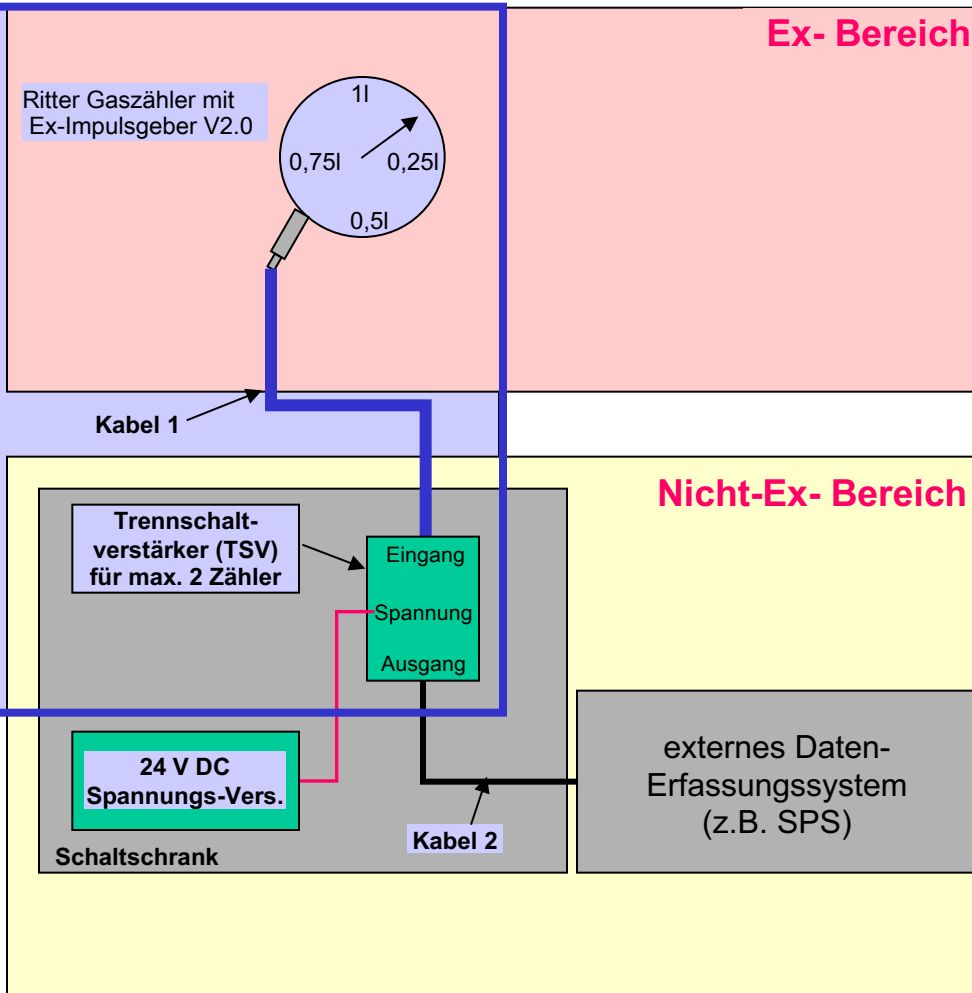 Ex- Bereich
Ritter Gaszähler mit
Ex-Impulsgeber V2.0
1l
0,75l
0,25l
0,5l
Kabel 1
Nicht-Ex- Bereich
Trennschalt-
verstärker (TSV)
für max. 2 Zähler
Eingang
Spannung
Ausgang
24 V DC
Spannungs-Vers.
Kabel 2
Schaltschrank
externes Daten-
Erfassungssystem
(z.B. SPS)